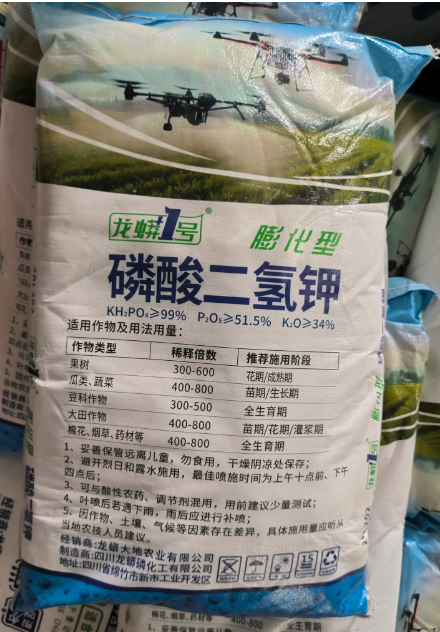 龙蟒1号®
膨化型
磷酸二氢钾
KH₂PO₄≥99% P₂O₅≥51.5% K₂O≥34%
适用作物及用法用量：
作物类型 稀释倍数 推荐施用阶段
果树 300-600 花期/成熟期
瓜类、蔬菜 400-800 苗期/生长期
豆科作物 300-500 全生育期
大田作物 400-800 苗期/花期/灌浆期
棉花、烟草、药材等 400-800 全生育期
1、妥善保管远离儿童，勿食用，干燥阴凉处保存；
2、避开烈日和露水施用，最佳喷施时间为上午十点前、下午
四点后；
3、可与酸性农药、调节剂混用，用前建议少量测试；
4、叶喷后若遇下雨，雨后应进行补喷；
5、因作物、土壤、气候等因素存在差异，具体施用量应听从
当地农技人员建议。
经销商：龙蟒大地农业有限公司
制造商：四川龙蟒磷化工有限公司
地址：四川省绵竹市新市工业开发区
15